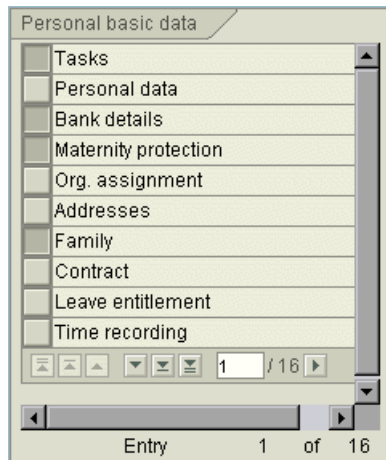 Personal basic data
Tasks
Personal data
Bank details
Maternity protection
Org. assignment
Addresses
Family
Contract
Leave entitlement
Time recording
1 / 16
Entry 1 of 16